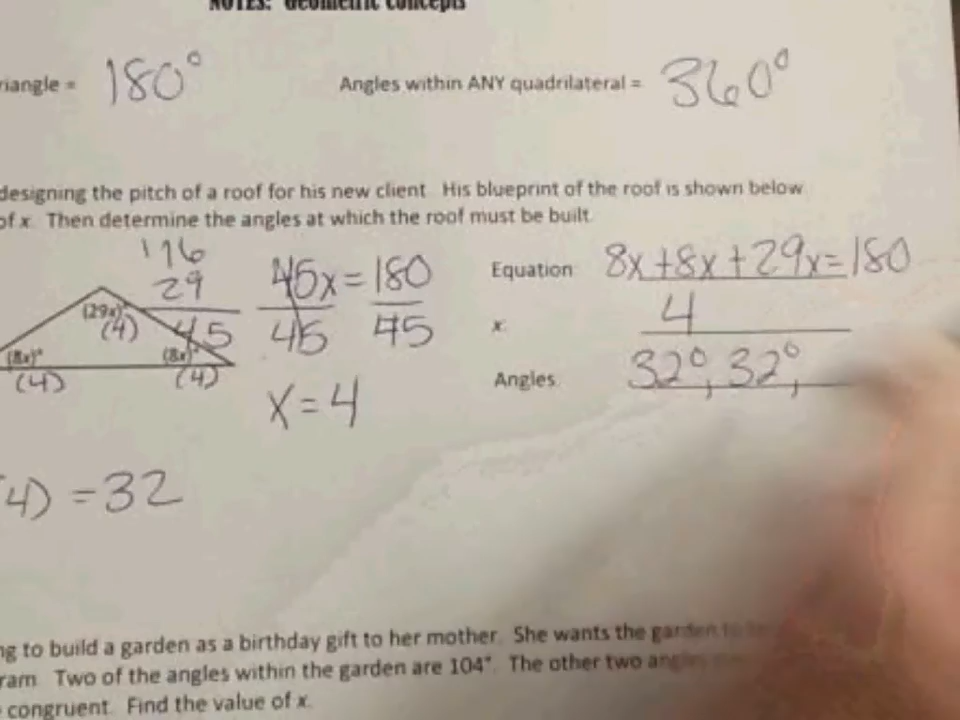 NOTES: Geometric Concepts
riangle = 180° Angles within ANY quadrilateral = 360°
designing the pitch of a roof for his new client. His blueprint of the roof is shown below
of x. Then determine the angles at which the roof must be built.
116
29
45
(29x)°
(4)
(8x)°
(4)
(8x)°
(4)
45x = 180
45 45
x = 4
Equation 8x + 8x + 29x = 180
x. 4
Angles 32°, 32°,
4) = 32
ng to build a garden as a birthday gift to her mother. She wants the garden
ram. Two of the angles within the garden are 104°. The other two
congruent. Find the value of x.